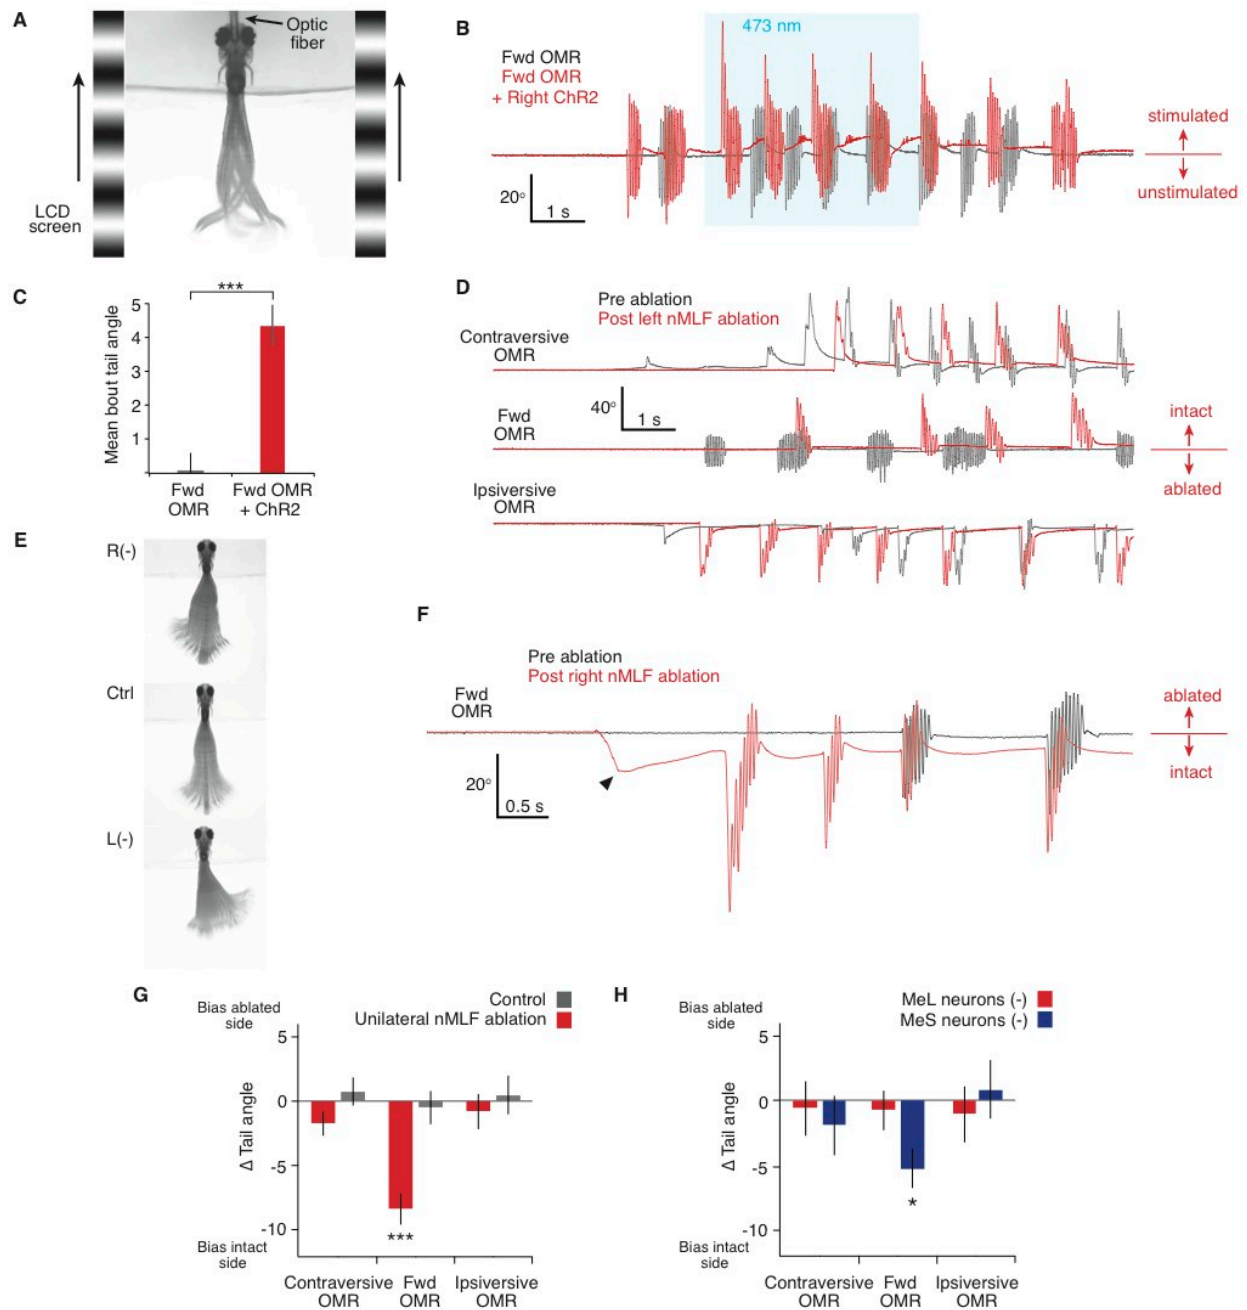 A
Optic
fiber
LCD
screen
B
473 nm
Fwd OMR
Fwd OMR
+ Right ChR2
stimulated
unstimulated
20°
1 s
C
***
Mean bout tail angle
5
4
3
2
1
Fwd
OMR
Fwd OMR
+ ChR2
D
Pre ablation
Post left nMLF ablation
Contraversive
OMR
40°
1 s
Fwd
OMR
intact
ablated
Ipsiversive
OMR
E
R(-)
Ctrl
L(-)
F
Pre ablation
Post right nMLF ablation
Fwd
OMR
ablated
intact
20°
0.5 s
G
Bias ablated
side
Control
Unilateral nMLF ablation
5
0
-5
-10
Δ Tail angle
***
Bias intact
side
Contraversive
OMR
Fwd
OMR
Ipsiversive
OMR
H
Bias ablated
side
MeL neurons (-)
MeS neurons (-)
5
0
-5
-10
Δ Tail angle
*
Bias intact
side
Contraversive
OMR
Fwd
OMR
Ipsiversive
OMR